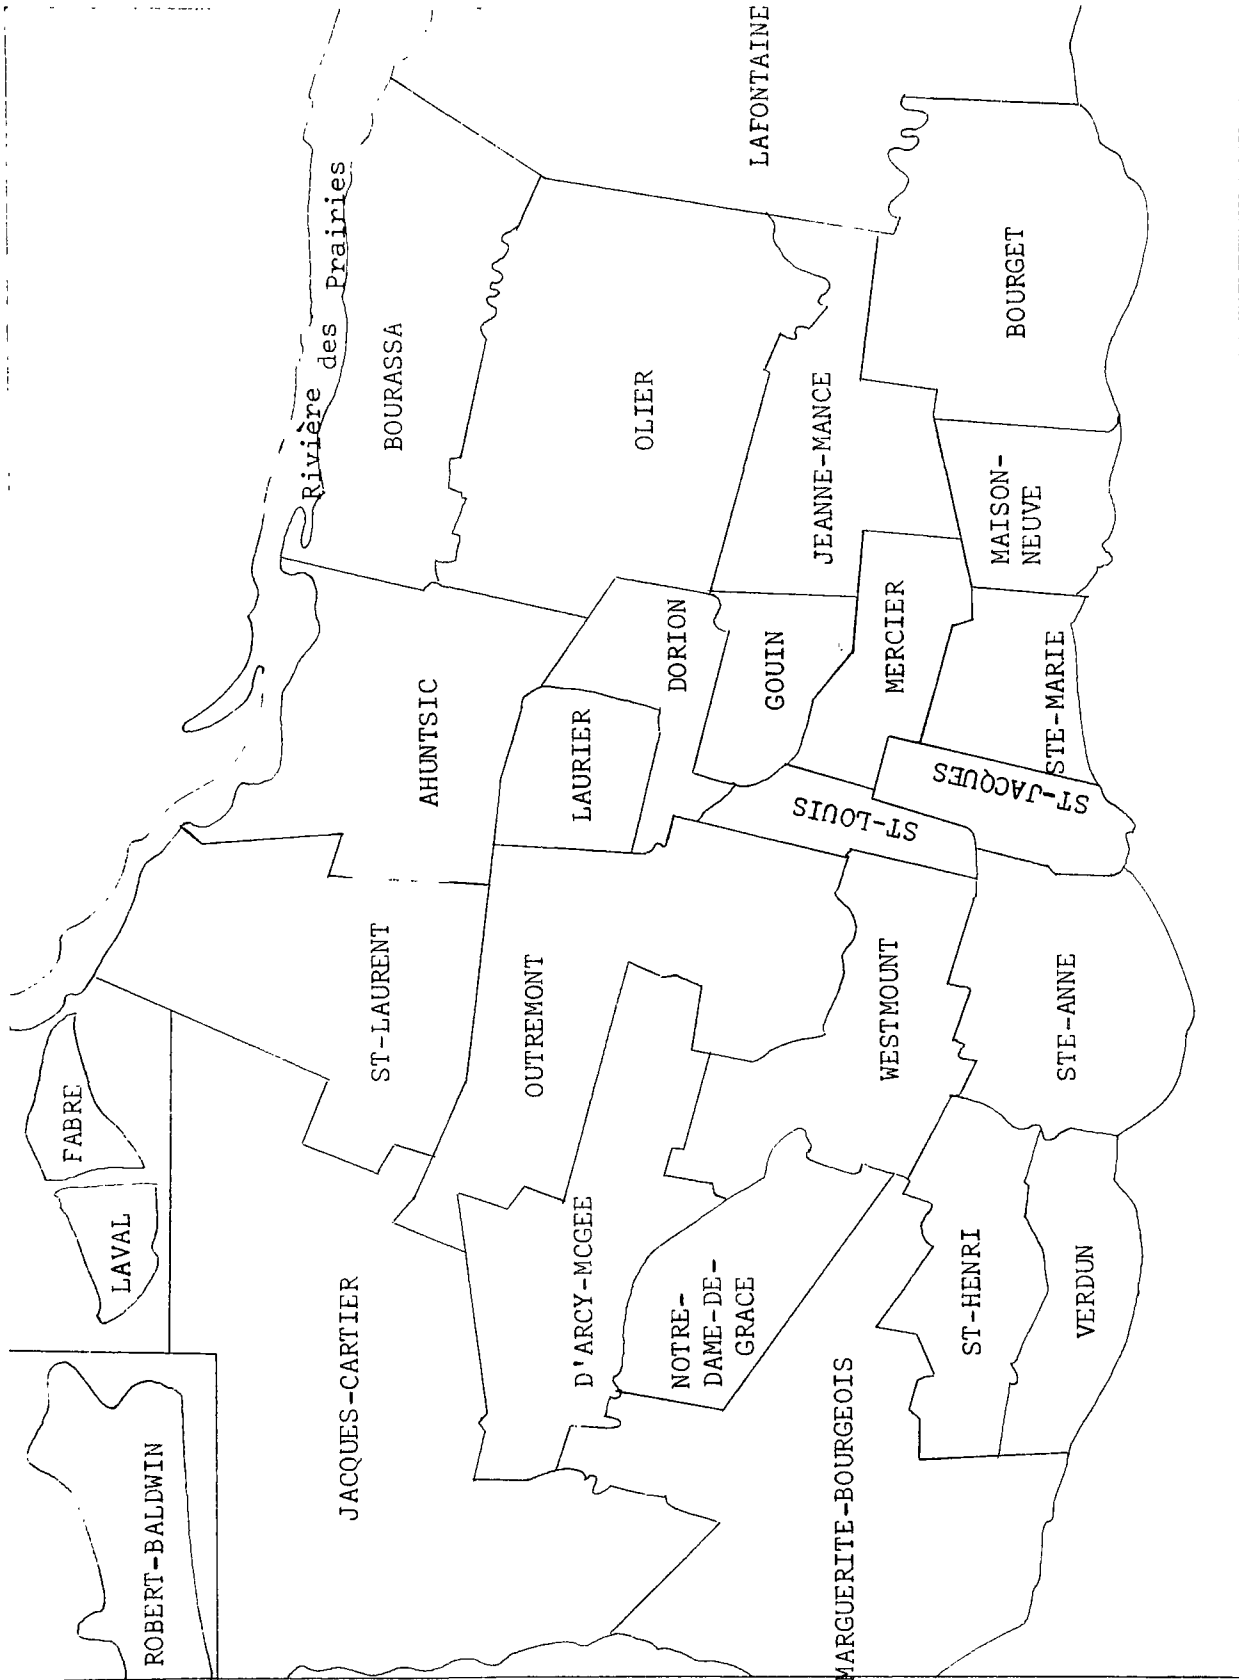 ROBERT-BALDWIN
LAVAL
FABRE
Rivière des Prairies
JACQUES-CARTIER
ST-LAURENT
AHUNTSIC
BOURASSA
OUTREMONT
LAURIER
D'ARCY-MCGEE
DORION
OLIER
NOTRE-
DAME-DE-
GRACE
GOUIN
LAFONTAINE
MARGUERITE-BOURGEOIS
WESTMOUNT
ST-LOUIS
MERCIER
JEANNE-MANCE
ST-HENRI
ST-JACQUES
MAISON-
NEUVE
BOURGET
VERDUN
STE-ANNE
STE-MARIE